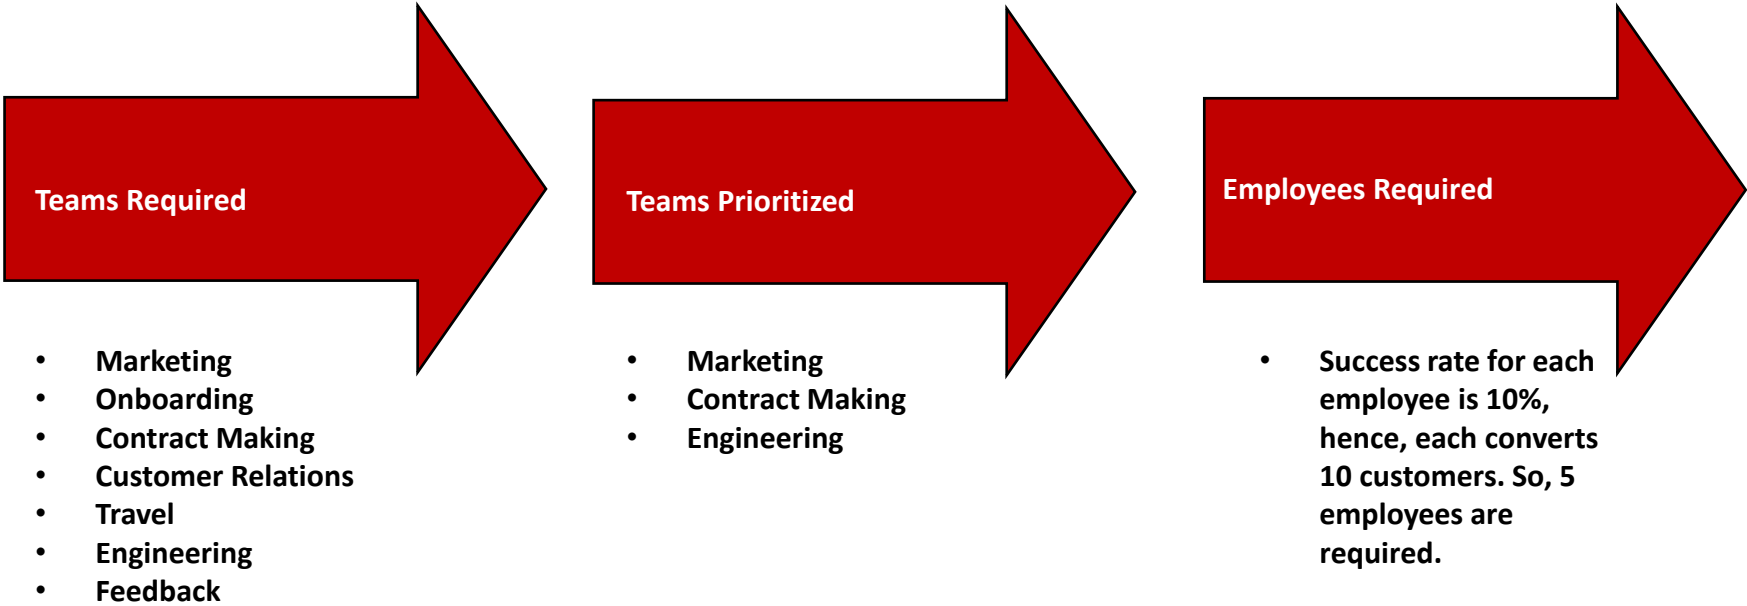 Teams Required
• Marketing
• Onboarding
• Contract Making
• Customer Relations
• Travel
• Engineering
• Feedback
Teams Prioritized
• Marketing
• Contract Making
• Engineering
Employees Required
• Success rate for each
employee is 10%,
hence, each converts
10 customers. So, 5
employees are
required.